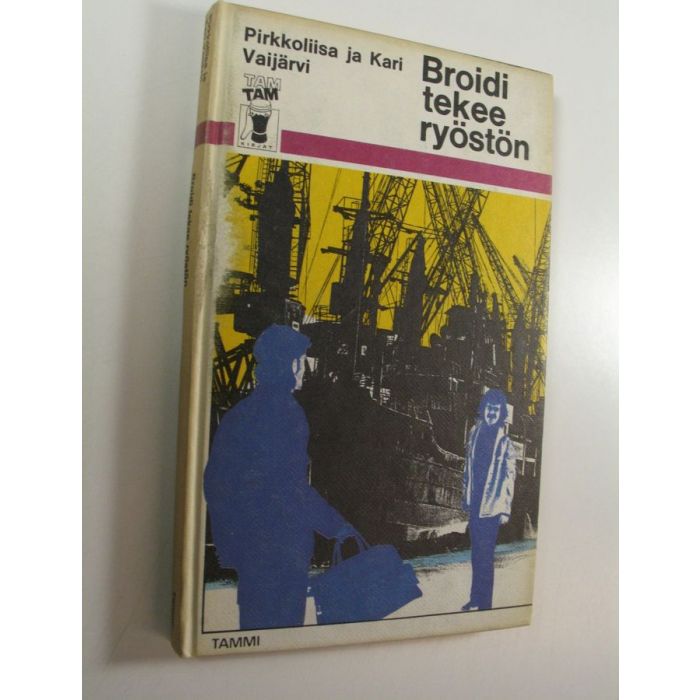 Pirkkoliisa ja Kari
Vaijärvi
Broidi
tekee
ryöstön
TAM
TAM
KIRJAT
TAMMI
Broidi tekee ryöstön